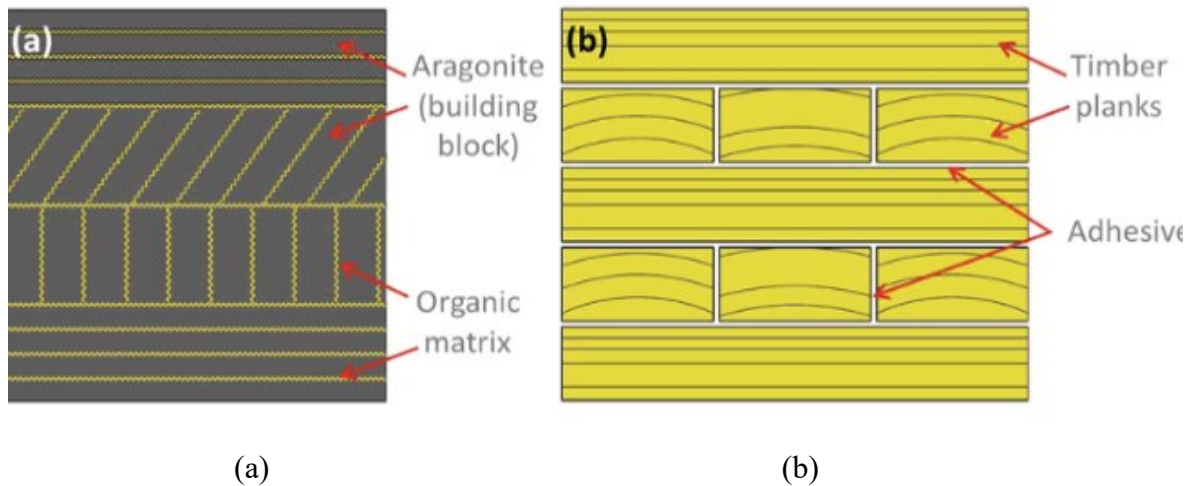 (a)
Aragonite
(building
block)
Organic
matrix
(b)
Timber
planks
Adhesive
(a)
(b)